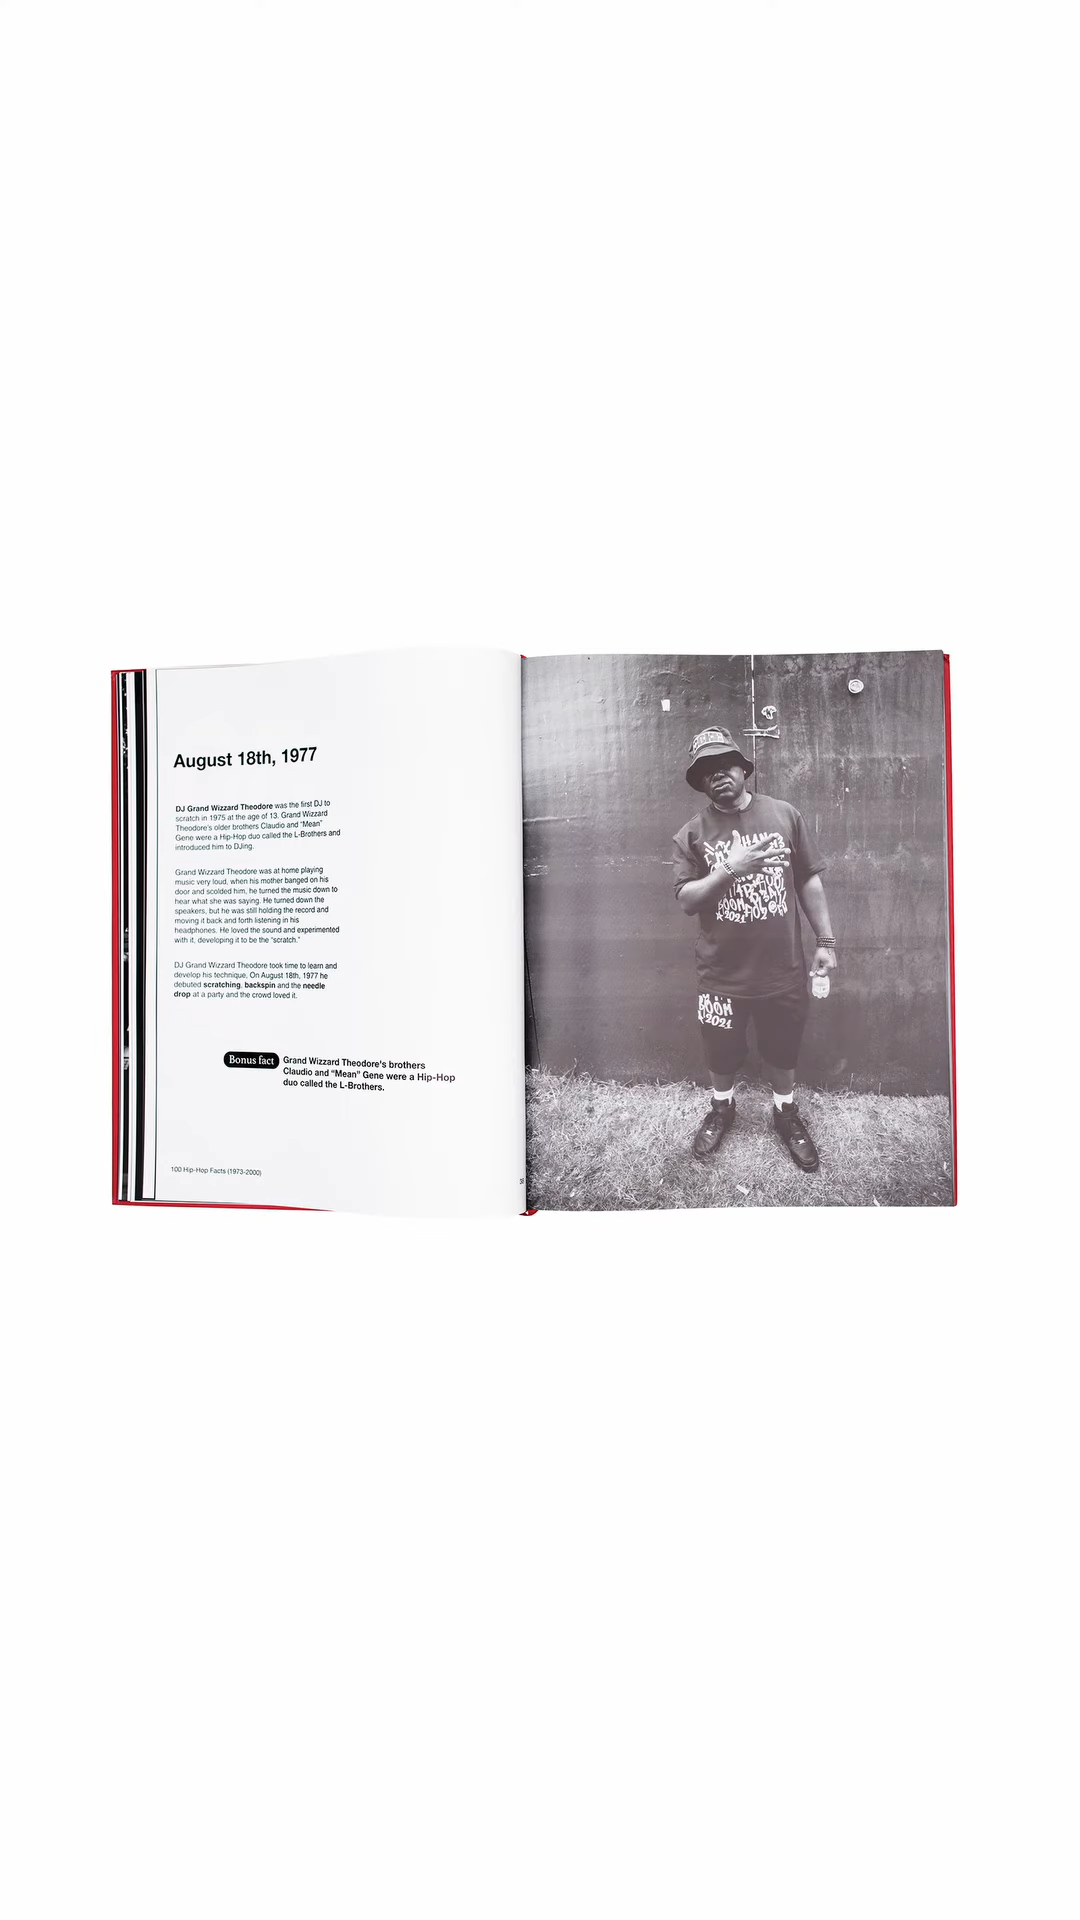 August 18th, 1977
DJ Grand Wizzard Theodore was the first DJ to
scratch in 1975 at the age of 13. Grand Wizzard
Theodore's older brothers Claudio and "Mean"
Gene were a Hip-Hop duo called the L-Brothers and
introduced him to DJing.
Grand Wizzard Theodore was at home playing
music very loud, when his mother banged on his
door and scolded him, he turned the music down to
hear what she was saying. He turned down the
speakers, but he was still holding the record and
moving it back and forth listening in his
headphones. He loved the sound and experimented
with it, developing it to be the "scratch."
DJ Grand Wizzard Theodore took time to learn and
develop his technique. On August 18th, 1977 he
debuted scratching, backspin and the needle
drop at a party and the crowd loved it.
Bonus fact Grand Wizzard Theodore's brothers
Claudio and "Mean" Gene were a Hip-Hop
duo called the L-Brothers.
100 Hip-Hop Facts (1973-2000)
BOOM
2021
BOOM
2021